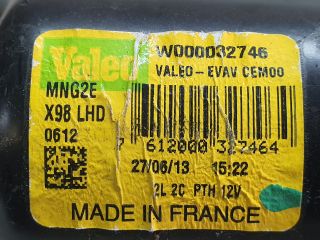 Valeo
W000032746
VALEO-EVAV CEM00
MNG2E
X98 LHD
0612
7 612000 327464
27/06/13 15:22
2L 2C PTH 12V
MADE IN FRANCE